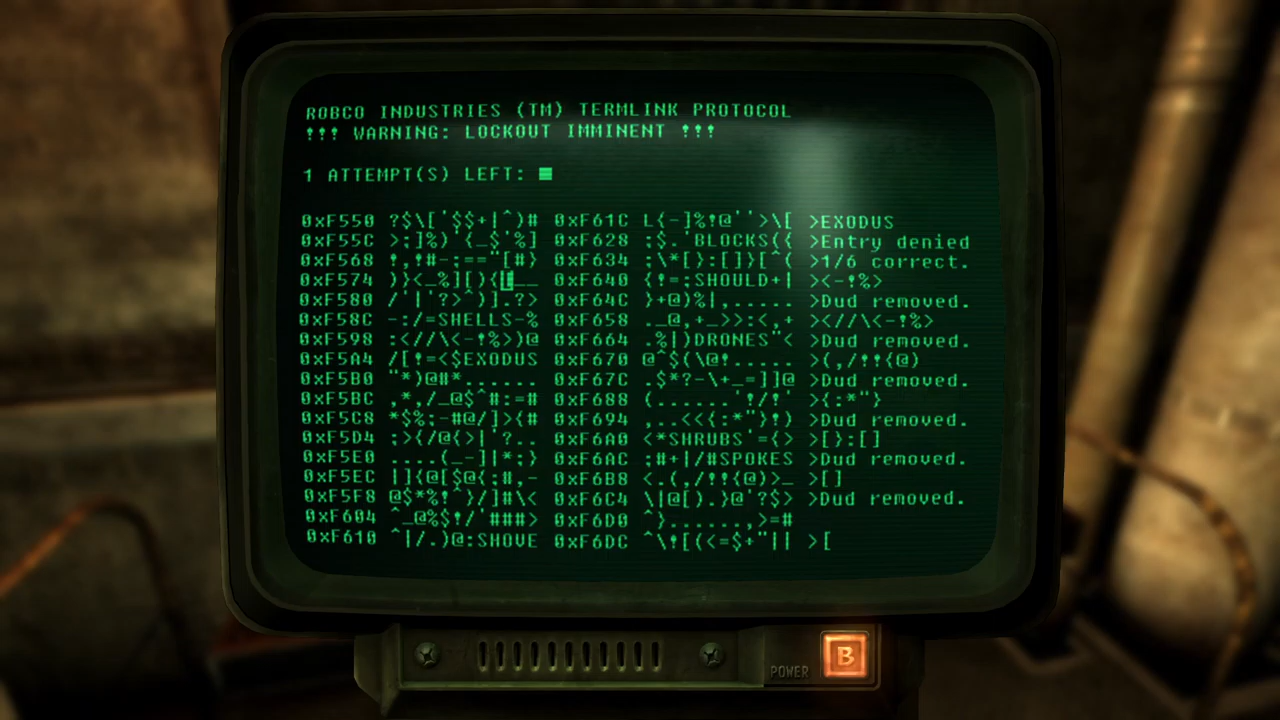 ROBCO INDUSTRIES (TM) TERMLINK PROTOCOL
!!! WARNING: LOCKOUT IMMINENT !!!
1 ATTEMPT(S) LEFT:
0xF550 ?$\['$$+|^)# 0xF61C L{-]%!@''>\[ >EXODUS
0xF55C >:]%)'{_$'%] 0xF628 :$.'BLOCKS({ >Entry denied
0xF568 !,!#-;=="[#} 0xF634 :\*[}:[]}[^( >1/6 correct.
0xF574 )}<_%][){[__ 0xF640 {!=;SHOULD+| ><-!%>
0xF580 /'|'?>^)].?> 0xF64C }+@)%|,..... >Dud removed.
0xF58C -:/=SHELLS-% 0xF658 ._@,+_>>:<,+ ><//\<-!%>
0xF598 :<//\<-!%>)@ 0xF664 .%|)DRONES"< >Dud removed.
0xF5A4 /[!=<$EXODUS 0xF670 @^$(\@!..... >(,/!!{@)
0xF5B0 "*)@#*...... 0xF67C .$*?-\+_=]]@ >Dud removed.
0xF5BC ,*,/_@$^#:=# 0xF688 (......'!/!' >{:*"}
0xF5C8 *$%;-#@/]>{# 0xF694 ,..<<{:*"}!) >Dud removed.
0xF5D4 :>{/@{>|'?.. 0xF6A0 <*SHRUBS'={> >[}:[]
0xF5E0 ....(_-]|*;} 0xF6AC ;#+|/#SPOKES >Dud removed.
0xF5EC |]{@[$@{:#,- 0xF6B8 <.(,/!!{@)>_ >[]
0xF5F8 @$*%!^}/]#\< 0xF6C4 \|@[).}@'?$> >Dud removed.
0xF604 ^_@%$!/'###> 0xF6D0 ^}......,>=#
0xF610 ^|/.)@:SHOVE 0xF6DC ^\![(<=$+"|| >[
POWER
B